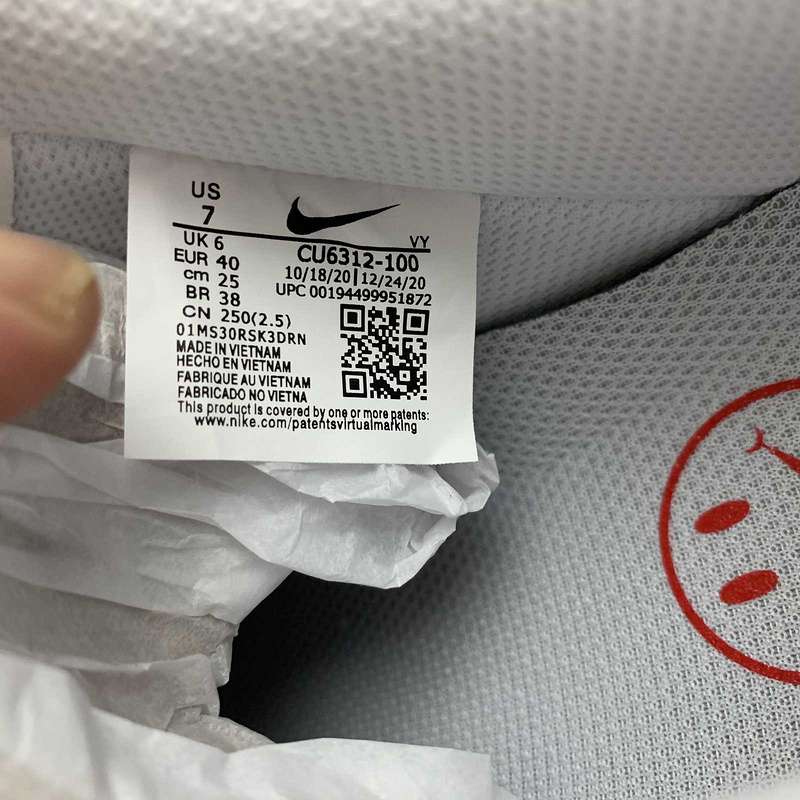 US
7
VY
UK 6
CU6312-100
EUR 40
10/18/20|12/24/20
cm 25
UPC 00194499951872
BR 38
CN 250(2.5)
01MS30RSK3DRN
MADE IN VIETNAM
HECHO EN VIETNAM
FABRIQUE AU VIETNAM
FABRICADO NO VIETNA
This product is covered by one or more patents:
www.nike.com/patentsvirtualmarking